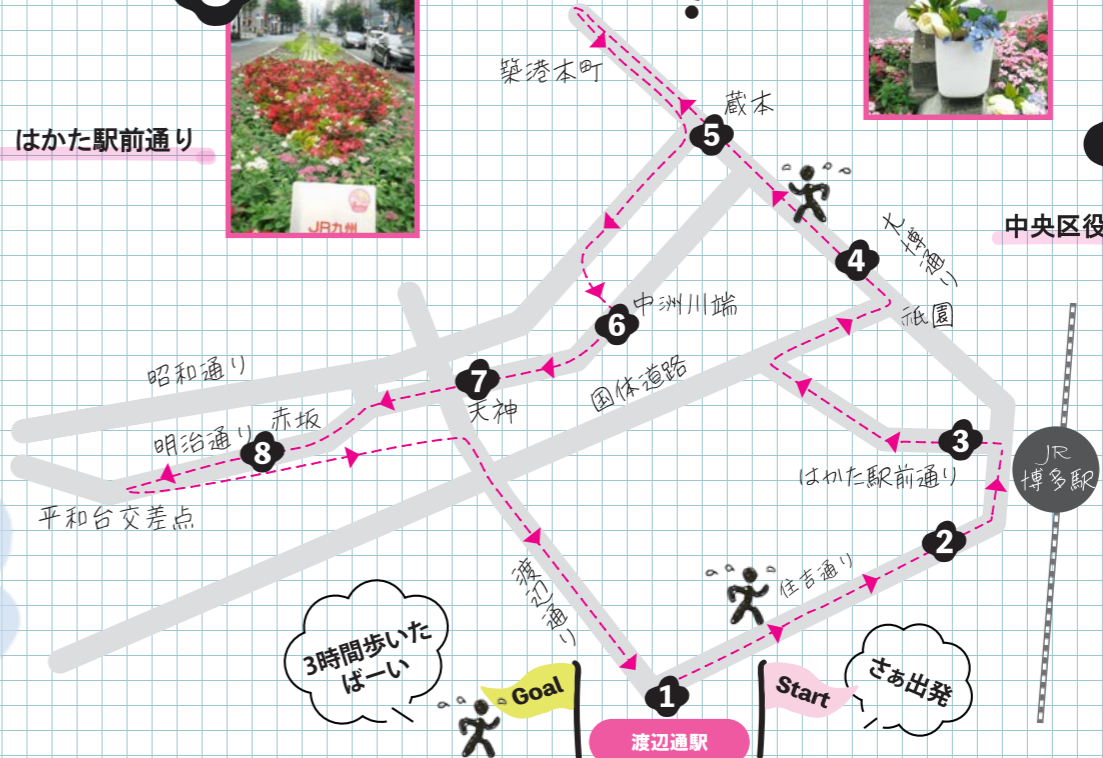 築港本町
蔵本
5
はかた駅前通り
JR九州
4
大博通り
中央区役
祇園
6
中洲川端
昭和通り
国体道路
7
天神
赤坂
明治通り
8
3
はかた駅前通り
JR
博多駅
平和台交差点
2
住吉通り
渡辺通り
3時間歩いた
ばーい
Goal
1
Start
さぁ出発
渡辺通駅